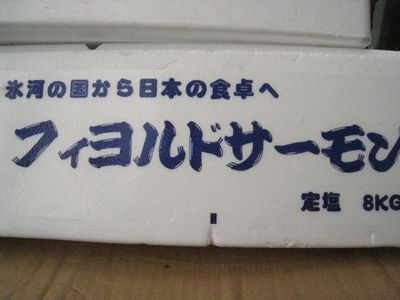 氷河の国から日本の食卓へ
フィヨルドサーモン
定塩 8KG